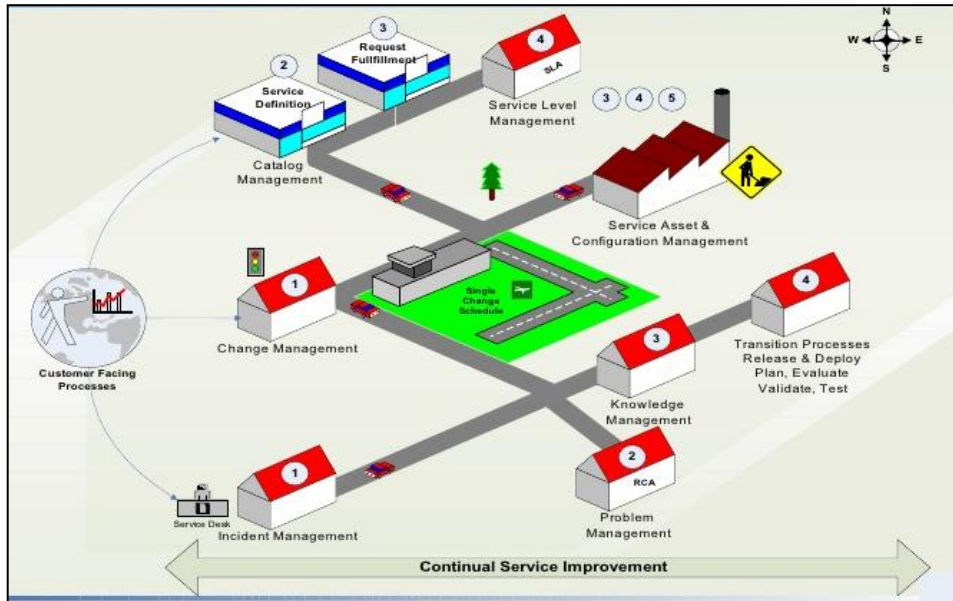 N
W E
S
3
Request
Fullfillment
4
SLA
Service Level
Management
2
Service
Definition
Catalog
Management
3 4 5
Service Asset &
Configuration Management
1
Change Management
Single
Change
Schedule
4
Transition Processes
Release & Deploy
Plan, Evaluate
Validate, Test
3
Knowledge
Management
Customer Facing
Processes
1
Service Desk
Incident Management
2
RCA
Problem
Management
Continual Service Improvement